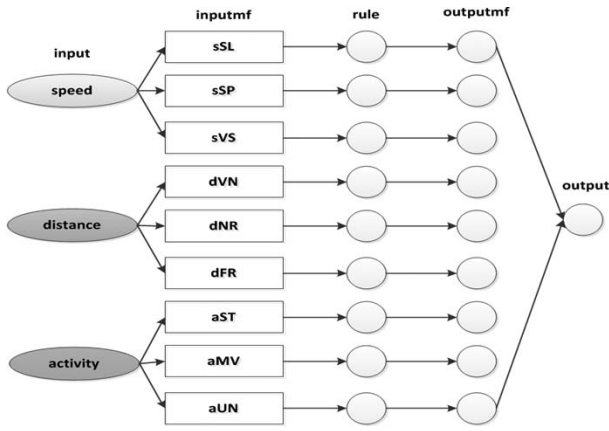 inputmf
rule
outputmf
input
sSL
speed
sSP
sVS
dVN
distance
dNR
dFR
output
aST
activity
aMV
aUN